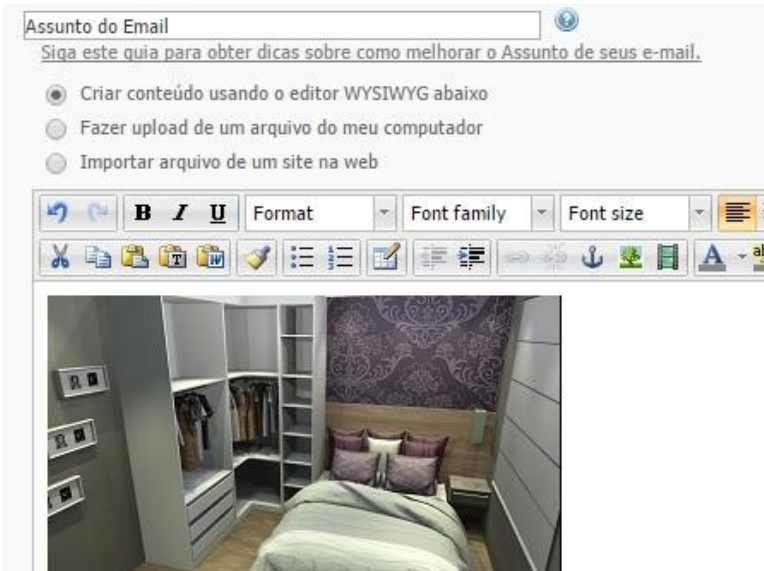 Assunto do Email
Siga este guia para obter dicas sobre como melhorar o Assunto de seus e-mail.
Criar conteúdo usando o editor WYSIWYG abaixo
Fazer upload de um arquivo do meu computador
Importar arquivo de um site na web
B I U Format Font family Font size
T W A ab